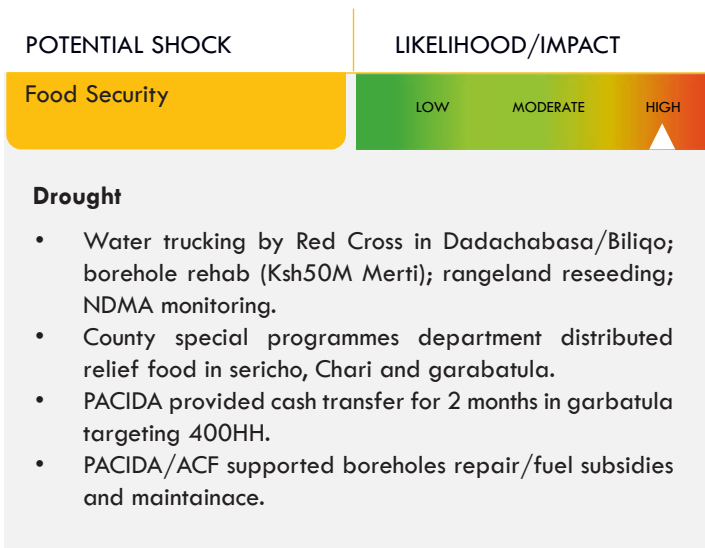 POTENTIAL SHOCK
LIKELIHOOD/IMPACT
Food Security
LOW
MODERATE
HIGH
Drought
• Water trucking by Red Cross in Dadachabasa/Biliqo;
borehole rehab (Ksh50M Merti); rangeland reseeding;
NDMA monitoring.
• County special programmes department distributed
relief food in sericho, Chari and garabatula.
• PACIDA provided cash transfer for 2 months in garbatula
targeting 400HH.
• PACIDA/ACF supported boreholes repair/fuel subsidies
and maintainace.